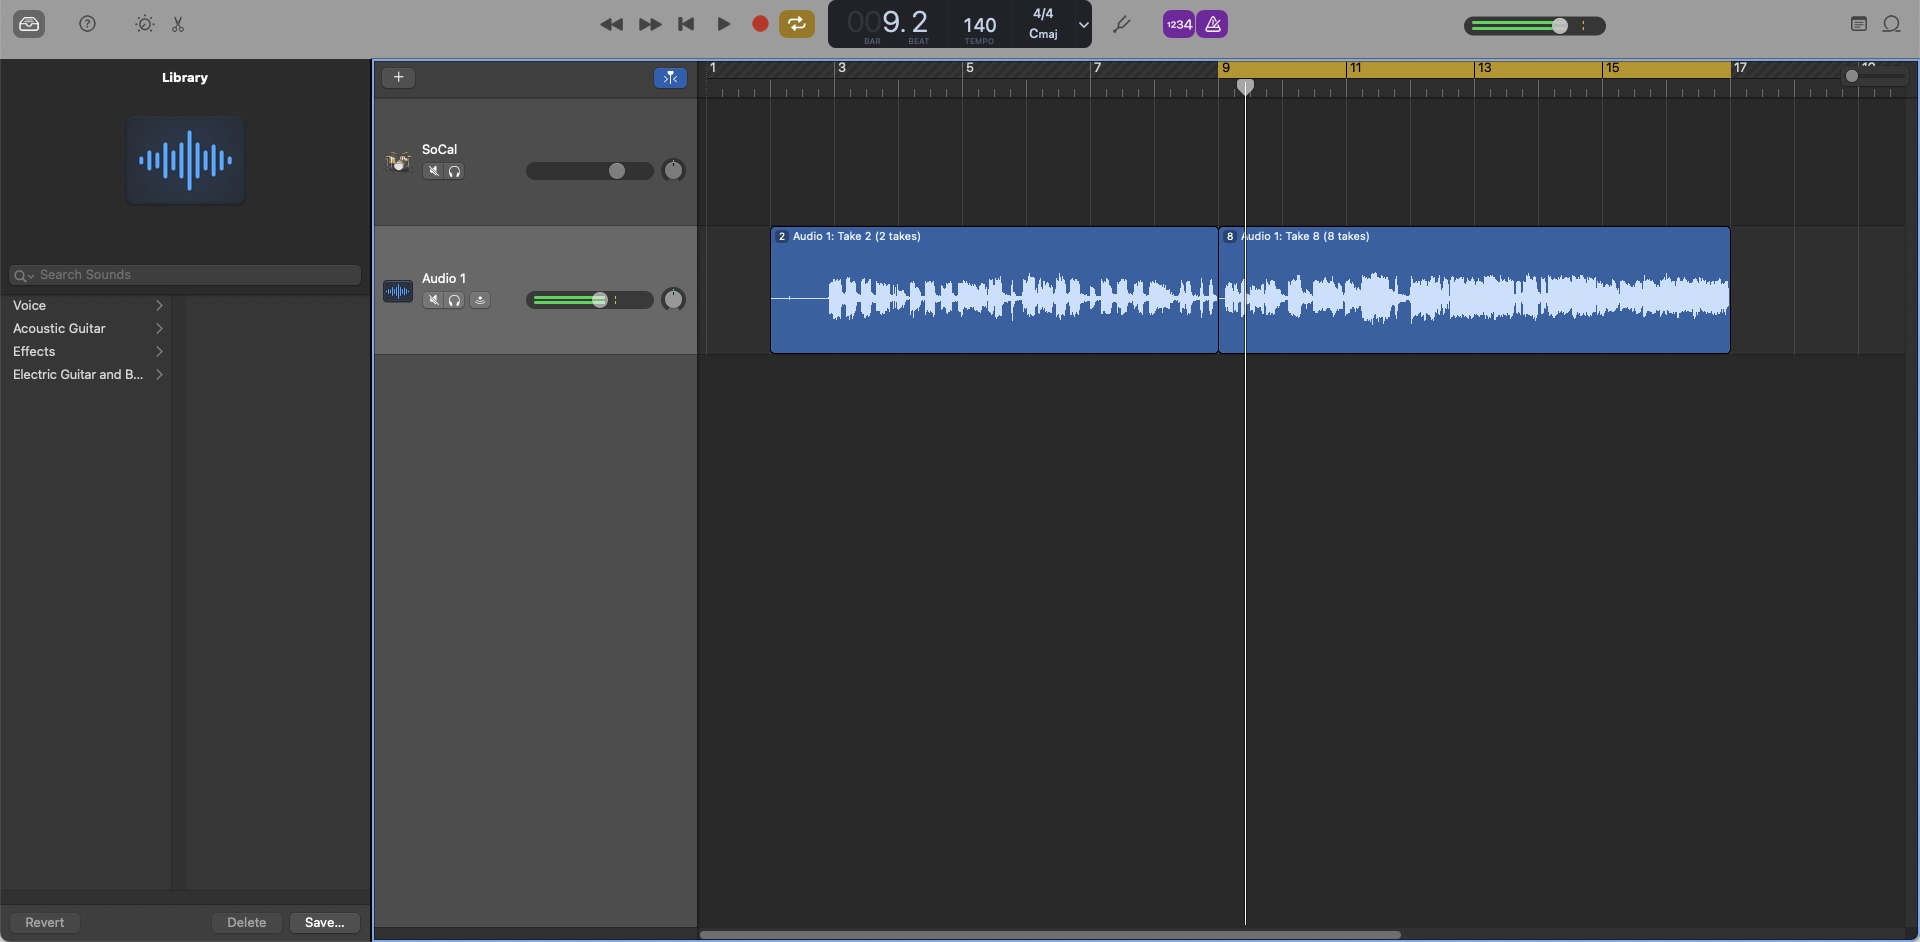 009.2
BAR
BEAT
140
TEMPO
4/4
Cmaj
1234
Library
Search Sounds
Voice
Acoustic Guitar
Effects
Electric Guitar and B...
Revert
Delete
Save...
+
1
3
5
7
9
11
13
15
17
SoCal
Audio 1
2 Audio 1: Take 2 (2 takes)
8 Audio 1: Take 8 (8 takes)